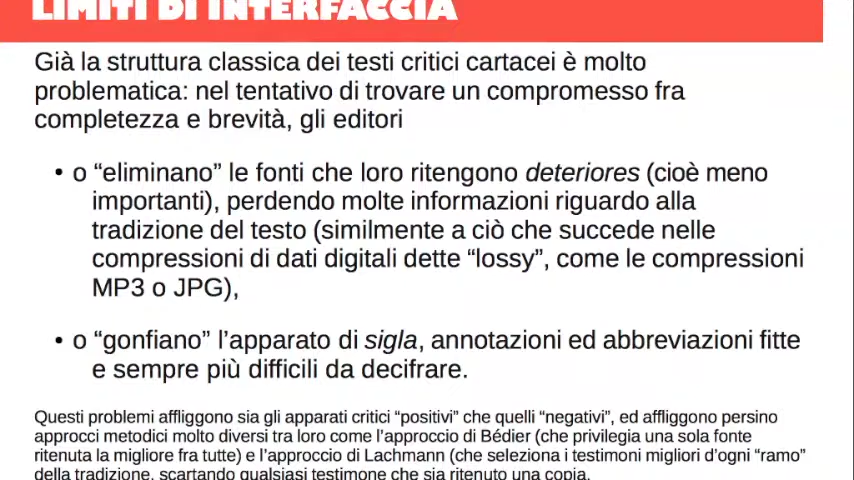 LIMITI DI INTERFACCIA
Già la struttura classica dei testi critici cartacei è molto
problematica: nel tentativo di trovare un compromesso fra
completezza e brevità, gli editori
• o “eliminano” le fonti che loro ritengono deteriores (cioè meno
importanti), perdendo molte informazioni riguardo alla
tradizione del testo (similmente a ciò che succede nelle
compressioni di dati digitali dette “lossy”, come le compressioni
MP3 o JPG),
• o “gonfiano” l’apparato di sigla, annotazioni ed abbreviazioni fitte
e sempre più difficili da decifrare.
Questi problemi affliggono sia gli apparati critici “positivi” che quelli “negativi”, ed affliggono persino
approcci metodici molto diversi tra loro come l’approccio di Bédier (che privilegia una sola fonte
ritenuta la migliore fra tutte) e l’approccio di Lachmann (che seleziona i testimoni migliori d’ogni “ramo”
della tradizione, scartando qualsiasi testimone che sia ritenuto una copia.